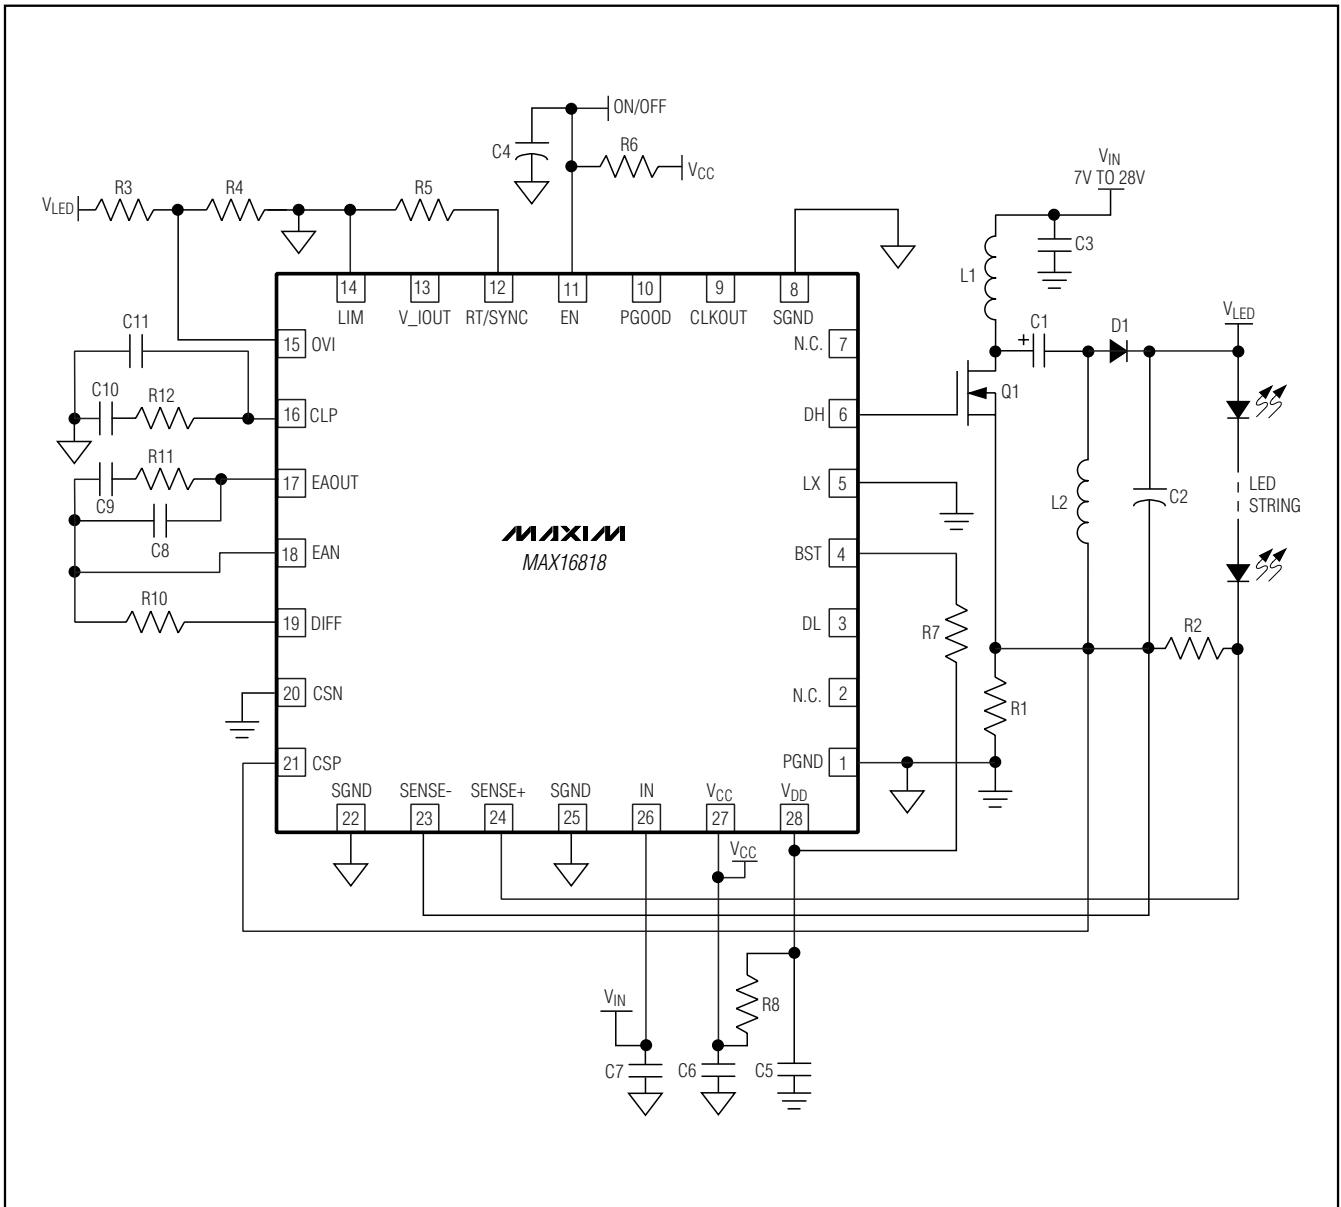 ON/OFF
C4
R6
VCC
VIN
7V TO 28V
VLED
R3
R4
R5
C3
L1
14
13
12
11
10
9
8
LIM
V_IOUT
RT/SYNC
EN
PGOOD
CLKOUT
SGND
C11
15 OVI
N.C. 7
+
C1
D1
VLED
C10
R12
16 CLP
DH 6
Q1
R11
17 EAOUT
LX 5
C9
C8
L2
C2
LED
STRING
18 EAN
MAXIM
MAX16818
BST 4
R10
19 DIFF
DL 3
R7
R2
20 CSN
N.C. 2
R1
21 CSP
PGND 1
SGND
SENSE-
SENSE+
SGND
IN
VCC
VDD
22
23
24
25
26
27
28
VCC
VIN
R8
C7
C6
C5